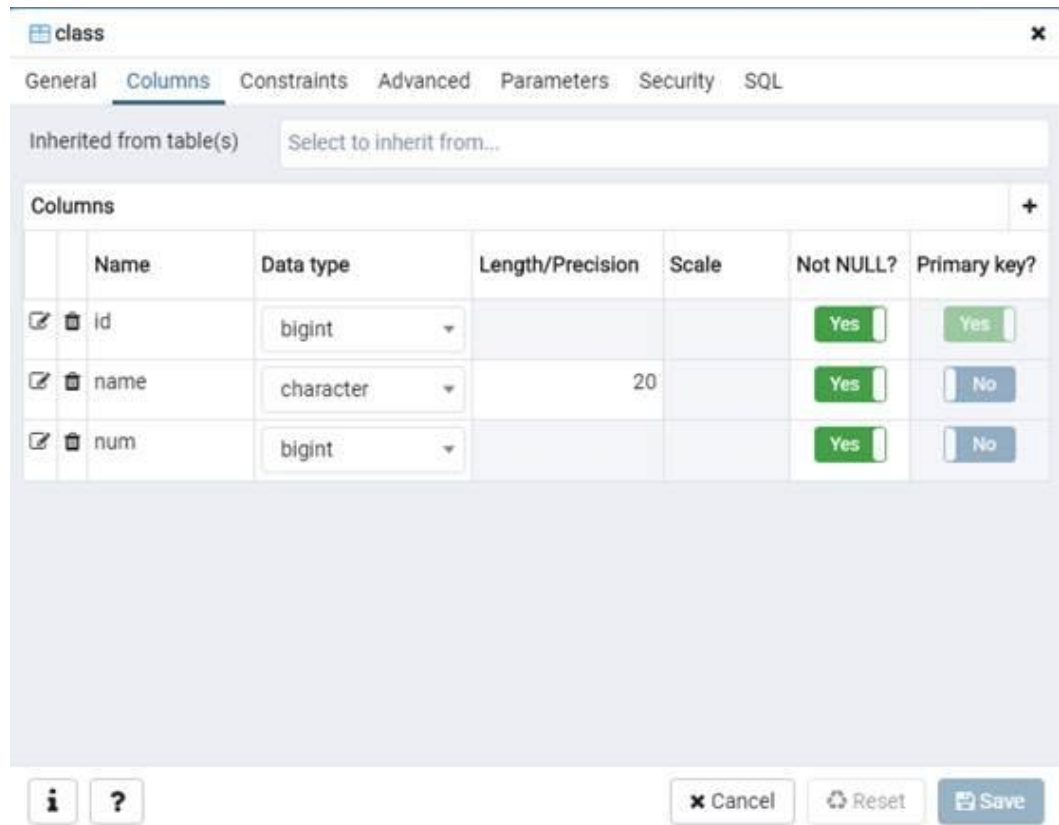 class
General Columns Constraints Advanced Parameters Security SQL
Inherited from table(s) Select to inherit from...
Columns
Name Data type Length/Precision Scale Not NULL? Primary key?
id bigint Yes Yes
name character 20 Yes No
num bigint Yes No
i ? Cancel Reset Save